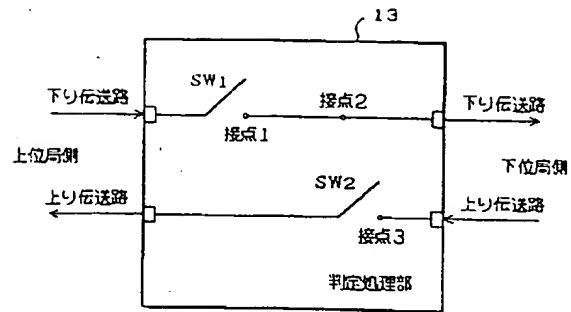 13
SW1
下り伝送路
接点1
接点2
下り伝送路
上位局側
下位局側
SW2
上り伝送路
接点3
上り伝送路
判定処理部